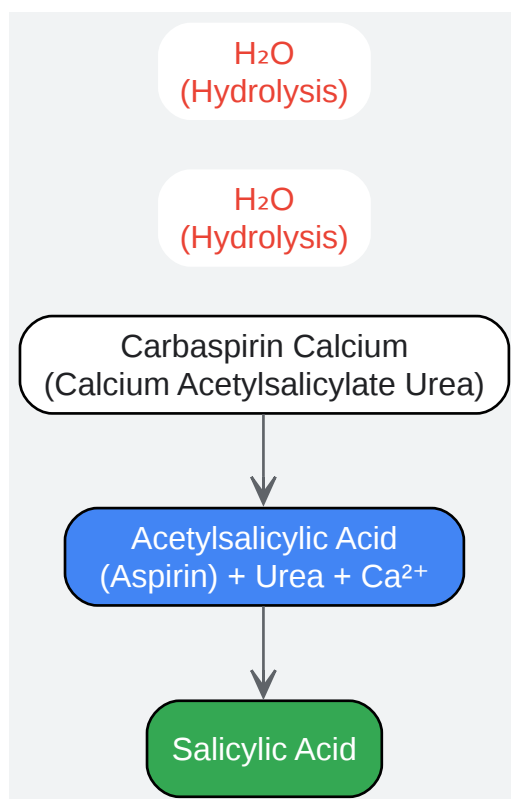 H₂O
(Hydrolysis)
H₂O
(Hydrolysis)
Carbaspirin Calcium
(Calcium Acetylsalicylate Urea)
Acetylsalicylic Acid
(Aspirin) + Urea + Ca²⁺
Salicylic Acid